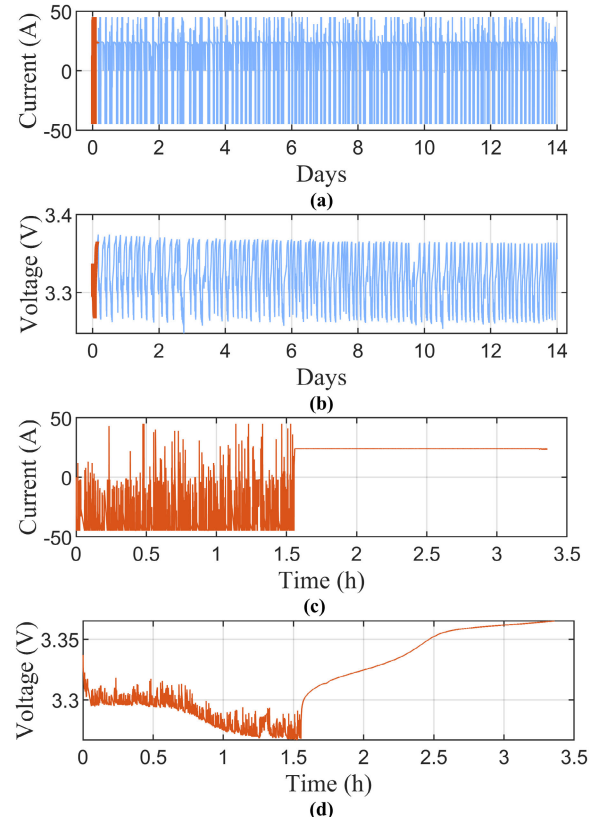 50
0
-50
Current (A)
0 2 4 6 8 10 12 14
Days
(a)
3.4
3.3
Voltage (V)
0 2 4 6 8 10 12 14
Days
(b)
50
0
-50
Current (A)
0 0.5 1 1.5 2 2.5 3 3.5
Time (h)
(c)
3.35
3.3
Voltage (V)
0 0.5 1 1.5 2 2.5 3 3.5
Time (h)
(d)